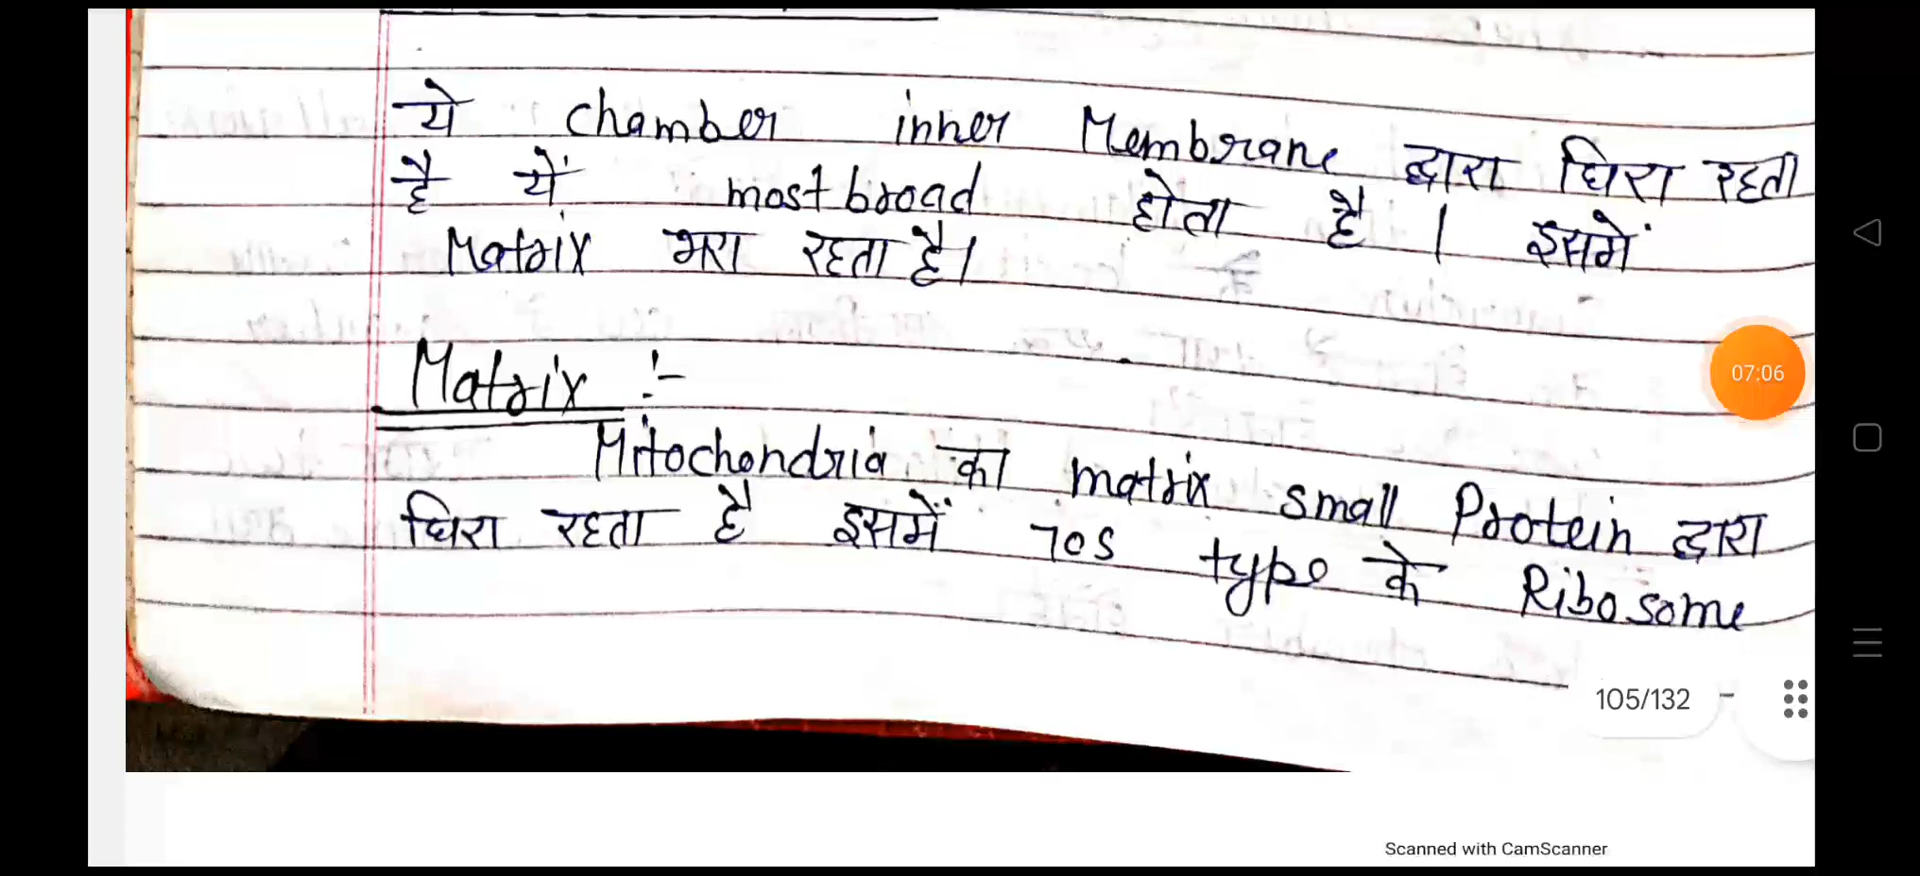 ये chamber inner Membrane द्वारा घिरा रहता
है ये most broad होता है । इसमें
Matrix भरा रहता है।
Matrix :-
Mitochondria का matrix small Protein द्वारा
घिरा रहता है इसमें 70s type के Ribosome
07:06
105/132
Scanned with CamScanner